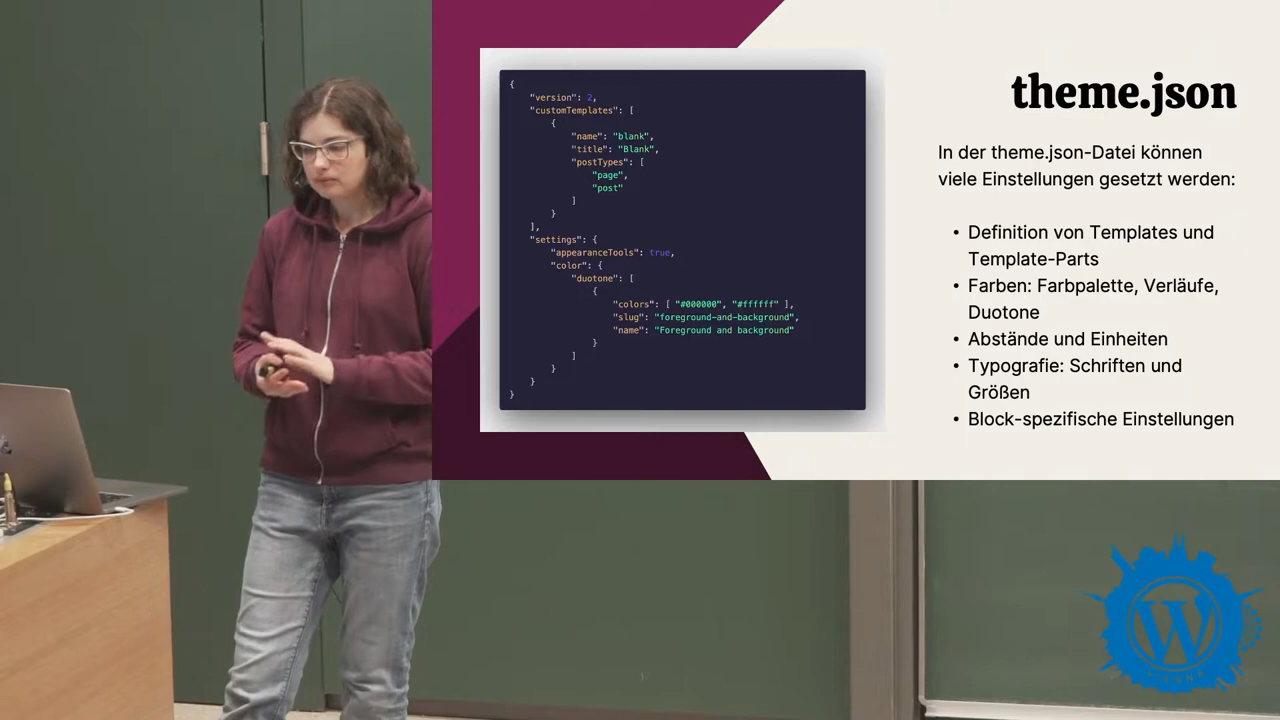 {
"version": 2,
"customTemplates": [
{
"name": "blank",
"title": "Blank",
"postTypes": [
"page",
"post"
]
}
],
"settings": {
"appearanceTools": true,
"color": {
"duotone": [
{
"colors": [ "#000000", "#ffffff" ],
"slug": "foreground-and-background",
"name": "Foreground and background"
}
]
}
}
}
theme.json
In der theme.json-Datei können
viele Einstellungen gesetzt werden:
• Definition von Templates und
Template-Parts
• Farben: Farbpalette, Verläufe,
Duotone
• Abstände und Einheiten
• Typografie: Schriften und
Größen
• Block-spezifische Einstellungen
W